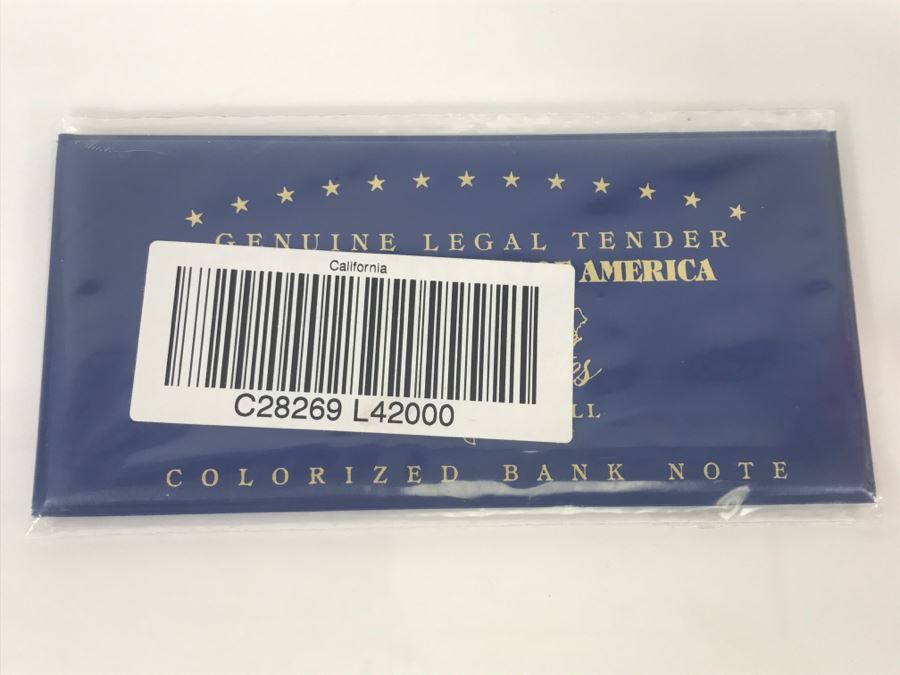 GENUINE LEGAL TENDER
AMERICA
California
C28269 L42000
COLORIZED BANK NOTE